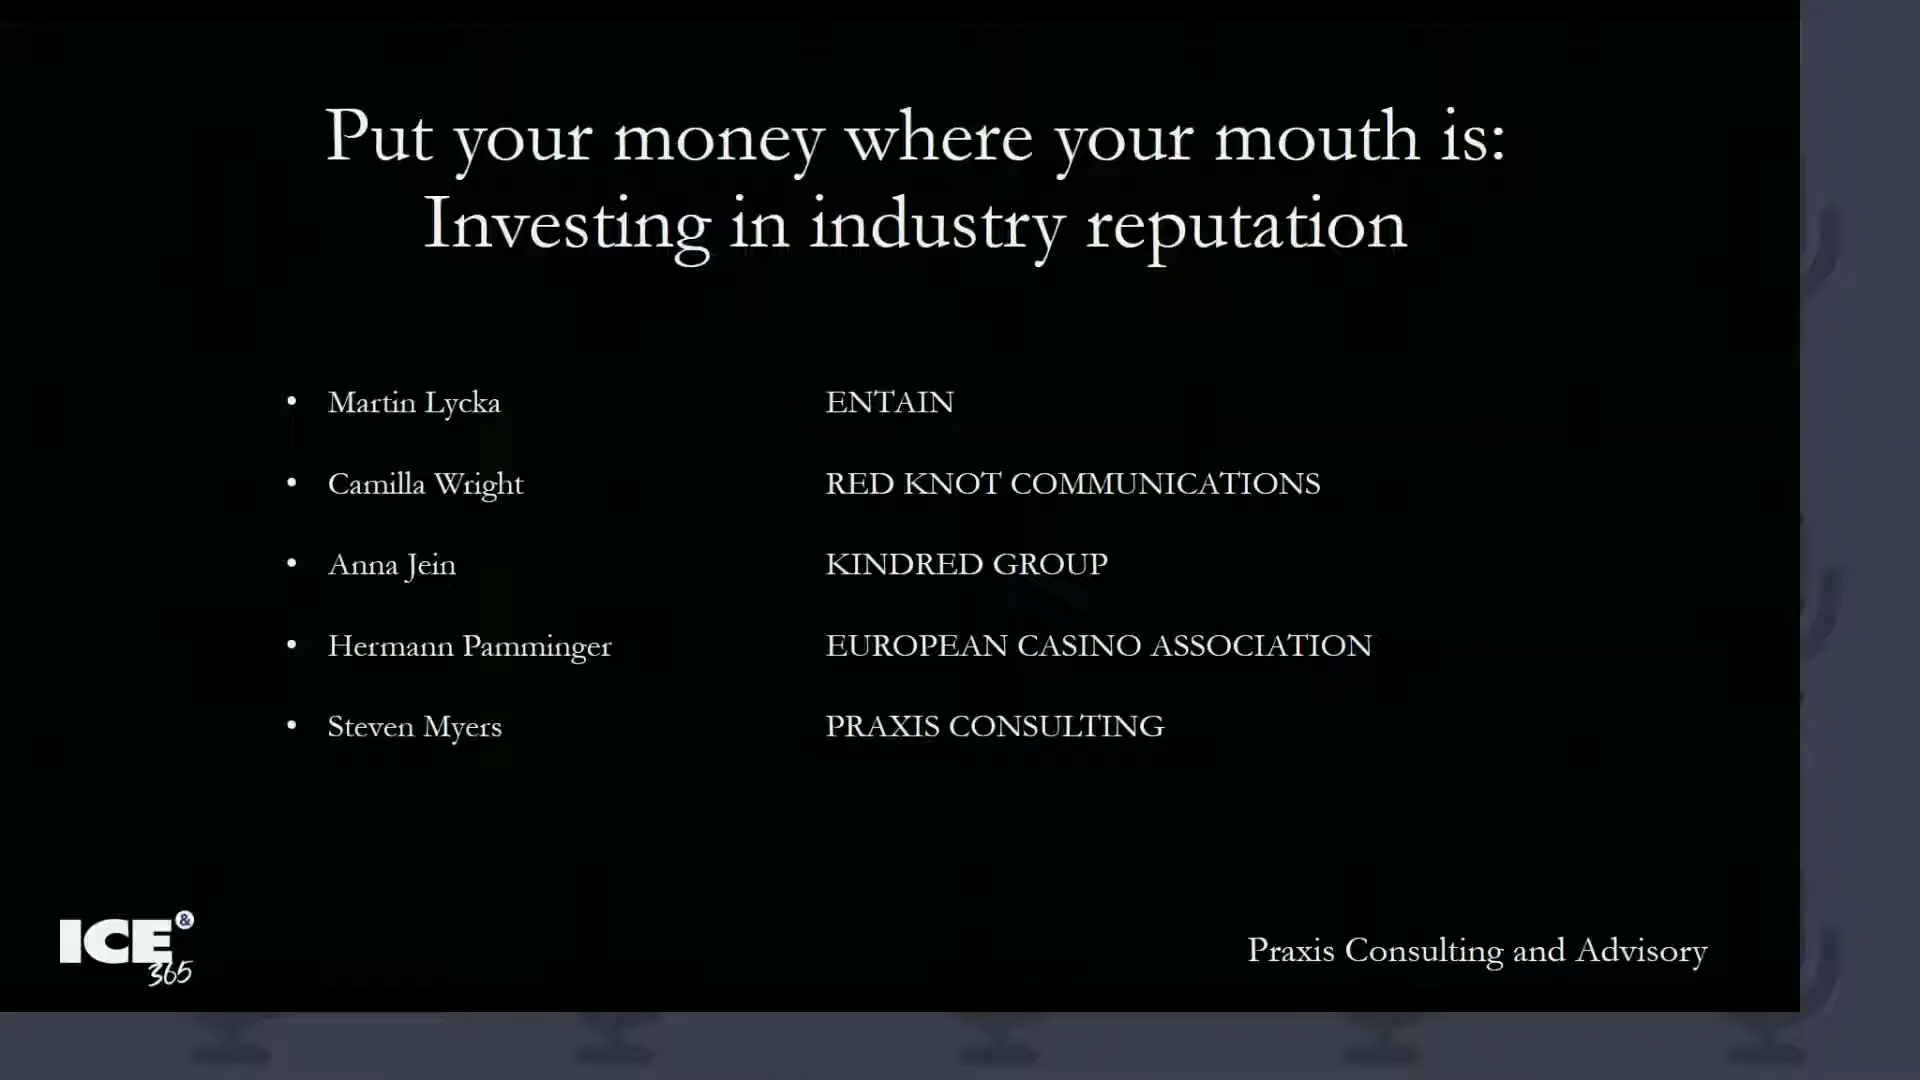 Put your money where your mouth is:
Investing in industry reputation
• Martin Lycka ENTAIN
• Camilla Wright RED KNOT COMMUNICATIONS
• Anna Jein KINDRED GROUP
• Hermann Pamminger EUROPEAN CASINO ASSOCIATION
• Steven Myers PRAXIS CONSULTING
ICE &
365
Praxis Consulting and Advisory